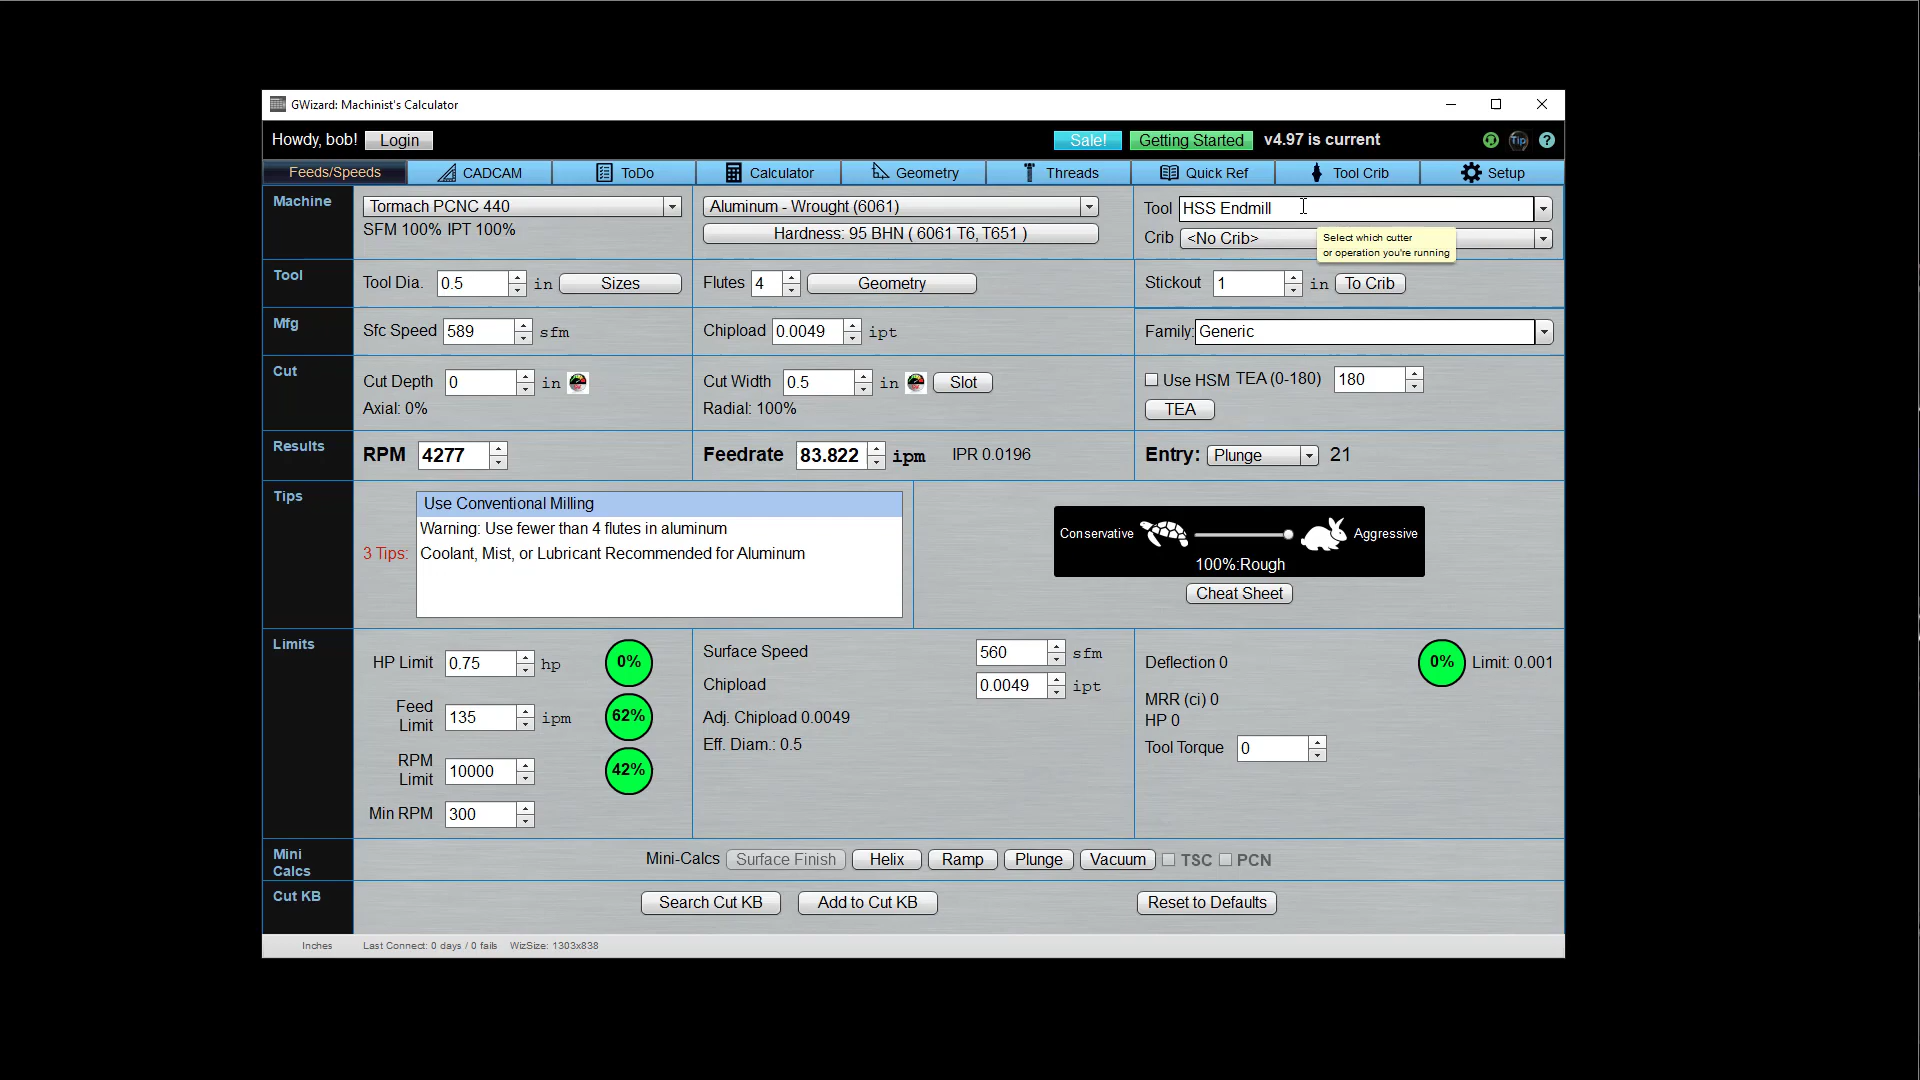 GWizard: Machinist's Calculator
Howdy, bob! Login Sale! Getting Started v4.97 is current Tip ?
Feeds/Speeds CADCAM ToDo Calculator Geometry Threads Quick Ref Tool Crib Setup
Machine Tormach PCNC 440 Aluminum - Wrought (6061) Tool HSS Endmill
SFM 100% IPT 100% Hardness: 95 BHN ( 6061 T6, T651 ) Crib <No Crib>
Select which cutter
or operation you're running
Tool Tool Dia. 0.5 in Sizes Flutes 4 Geometry Stickout 1 in To Crib
Mfg Sfc Speed 589 sfm Chipload 0.0049 ipt Family: Generic
Cut Cut Depth 0 in Cut Width 0.5 in Slot Use HSM TEA (0-180) 180
Axial: 0% Radial: 100% TEA
Results RPM 4277 Feedrate 83.822 ipm IPR 0.0196 Entry: Plunge 21
Tips
3 Tips:
Use Conventional Milling
Warning: Use fewer than 4 flutes in aluminum
Coolant, Mist, or Lubricant Recommended for Aluminum
Conservative Aggressive
100%:Rough
Cheat Sheet
Limits
HP Limit 0.75 hp 0%
Feed
Limit 135 ipm 62%
RPM
Limit 10000 42%
Min RPM 300
Surface Speed 560 sfm
Chipload 0.0049 ipt
Adj. Chipload 0.0049
Eff. Diam.: 0.5
Deflection 0 0% Limit: 0.001
MRR (ci) 0
HP 0
Tool Torque 0
Mini
Calcs
Mini-Calcs Surface Finish Helix Ramp Plunge Vacuum TSC PCN
Cut KB Search Cut KB Add to Cut KB Reset to Defaults
Inches Last Connect: 0 days / 0 fails WizSize: 1303x838